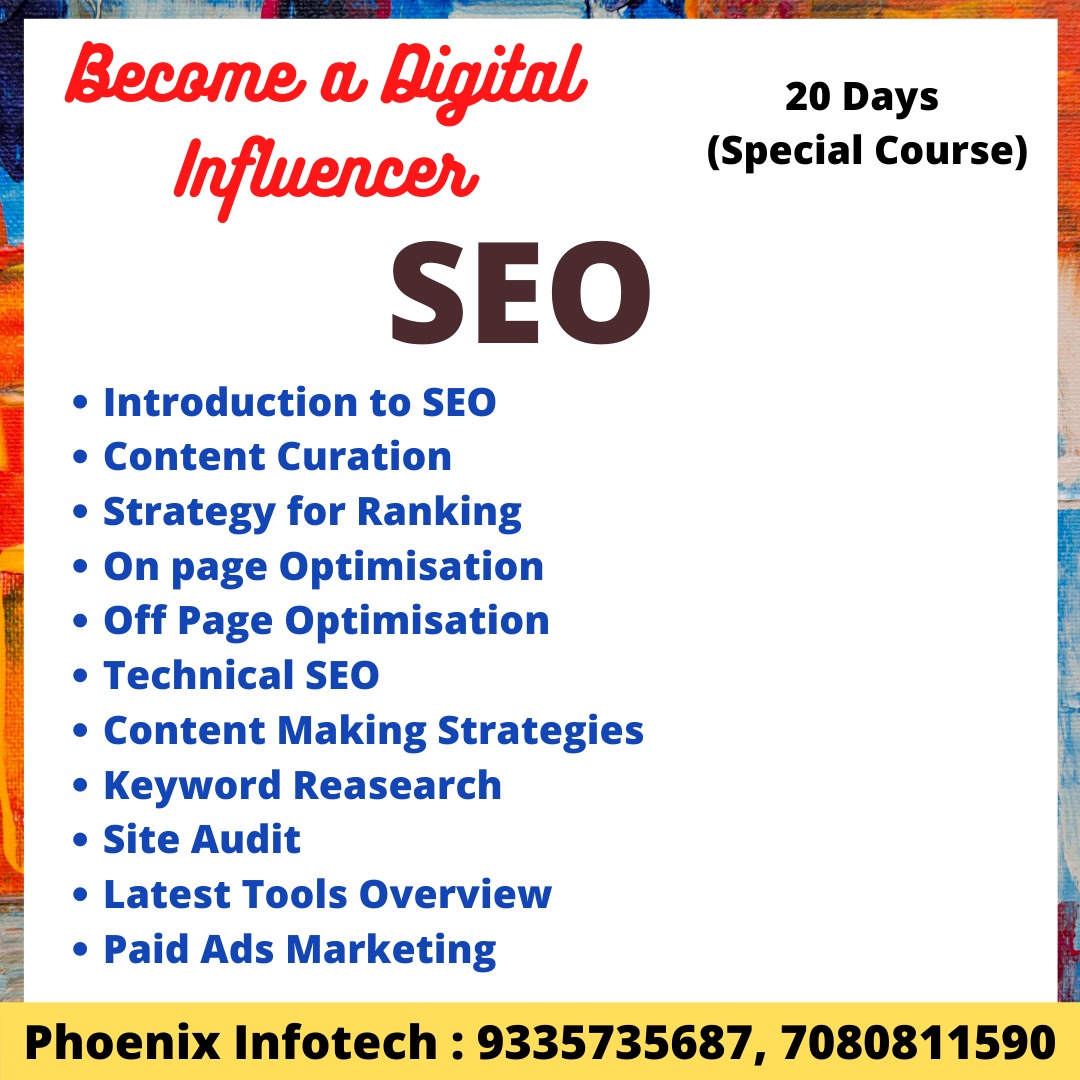 Become a Digital
Influencer
20 Days
(Special Course)
SEO
• Introduction to SEO
• Content Curation
• Strategy for Ranking
• On page Optimisation
• Off Page Optimisation
• Technical SEO
• Content Making Strategies
• Keyword Reasearch
• Site Audit
• Latest Tools Overview
• Paid Ads Marketing
Phoenix Infotech : 9335735687, 7080811590